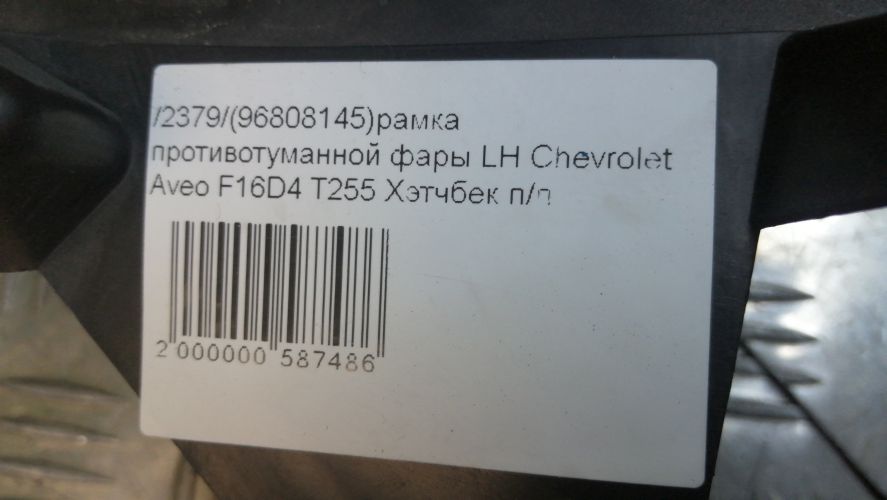 /2379/(96808145)рамка
противотуманной фары LH Chevrolet
Aveo F16D4 T255 Хэтчбек п/п
2 000000 587486